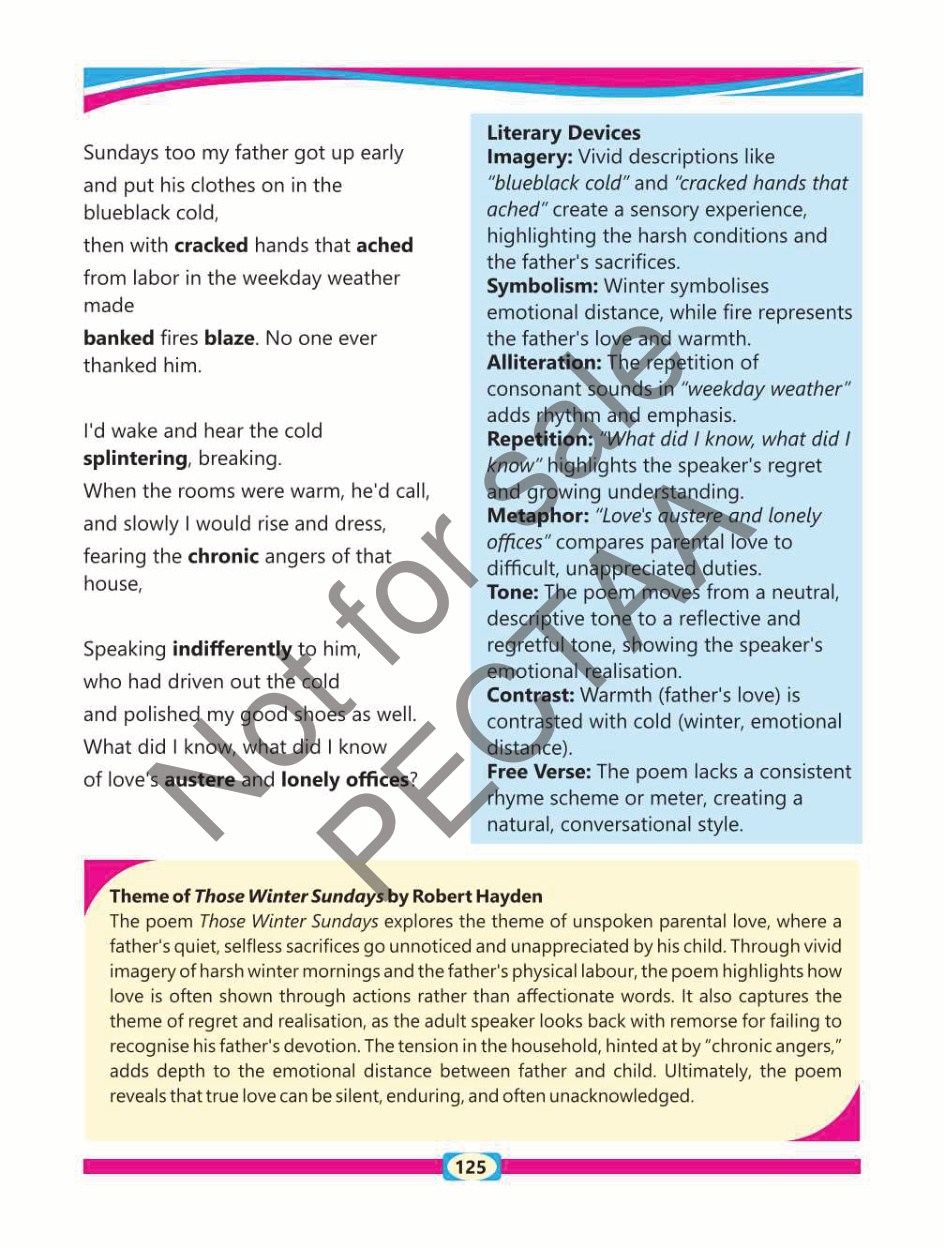 Sundays too my father got up early
and put his clothes on in the
blueblack cold,
then with cracked hands that ached
from labor in the weekday weather
made
banked fires blaze. No one ever
thanked him.
I'd wake and hear the cold
splintering, breaking.
When the rooms were warm, he'd call,
and slowly I would rise and dress,
fearing the chronic angers of that
house,
Speaking indifferently to him,
who had driven out the cold
and polished my good shoes as well.
What did I know, what did I know
of love's austere and lonely offices?
Literary Devices
Imagery: Vivid descriptions like
“blueblack cold” and “cracked hands that
ached” create a sensory experience,
highlighting the harsh conditions and
the father's sacrifices.
Symbolism: Winter symbolises
emotional distance, while fire represents
the father's love and warmth.
Alliteration: The repetition of
consonant sounds in “weekday weather”
adds rhythm and emphasis.
Repetition: “What did I know, what did I
know” highlights the speaker's regret
and growing understanding.
Metaphor: “Love's austere and lonely
offices” compares parental love to
difficult, unappreciated duties.
Tone: The poem moves from a neutral,
descriptive tone to a reflective and
regretful tone, showing the speaker's
emotional realisation.
Contrast: Warmth (father's love) is
contrasted with cold (winter, emotional
distance).
Free Verse: The poem lacks a consistent
rhyme scheme or meter, creating a
natural, conversational style.
Theme of Those Winter Sundays by Robert Hayden
The poem Those Winter Sundays explores the theme of unspoken parental love, where a
father's quiet, selfless sacrifices go unnoticed and unappreciated by his child. Through vivid
imagery of harsh winter mornings and the father's physical labour, the poem highlights how
love is often shown through actions rather than affectionate words. It also captures the
theme of regret and realisation, as the adult speaker looks back with remorse for failing to
recognise his father's devotion. The tension in the household, hinted at by “chronic angers,”
adds depth to the emotional distance between father and child. Ultimately, the poem
reveals that true love can be silent, enduring, and often unacknowledged.
125
Not for sale
PECTAA